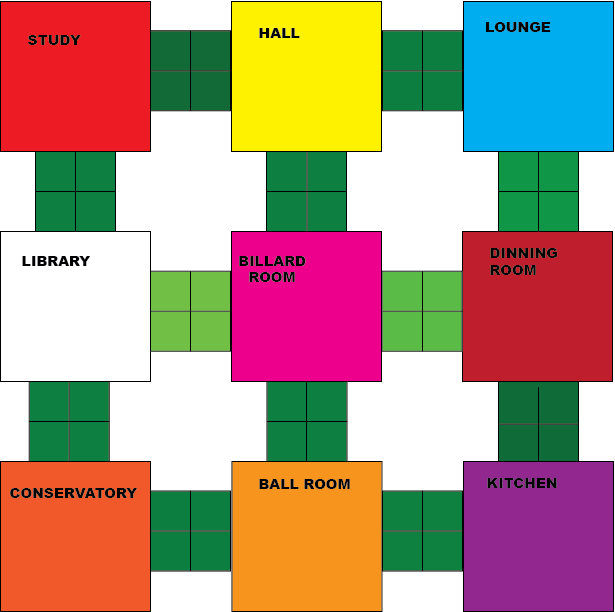 STUDY
HALL
LOUNGE
LIBRARY
BILLARD
ROOM
DINNING
ROOM
CONSERVATORY
BALL ROOM
KITCHEN